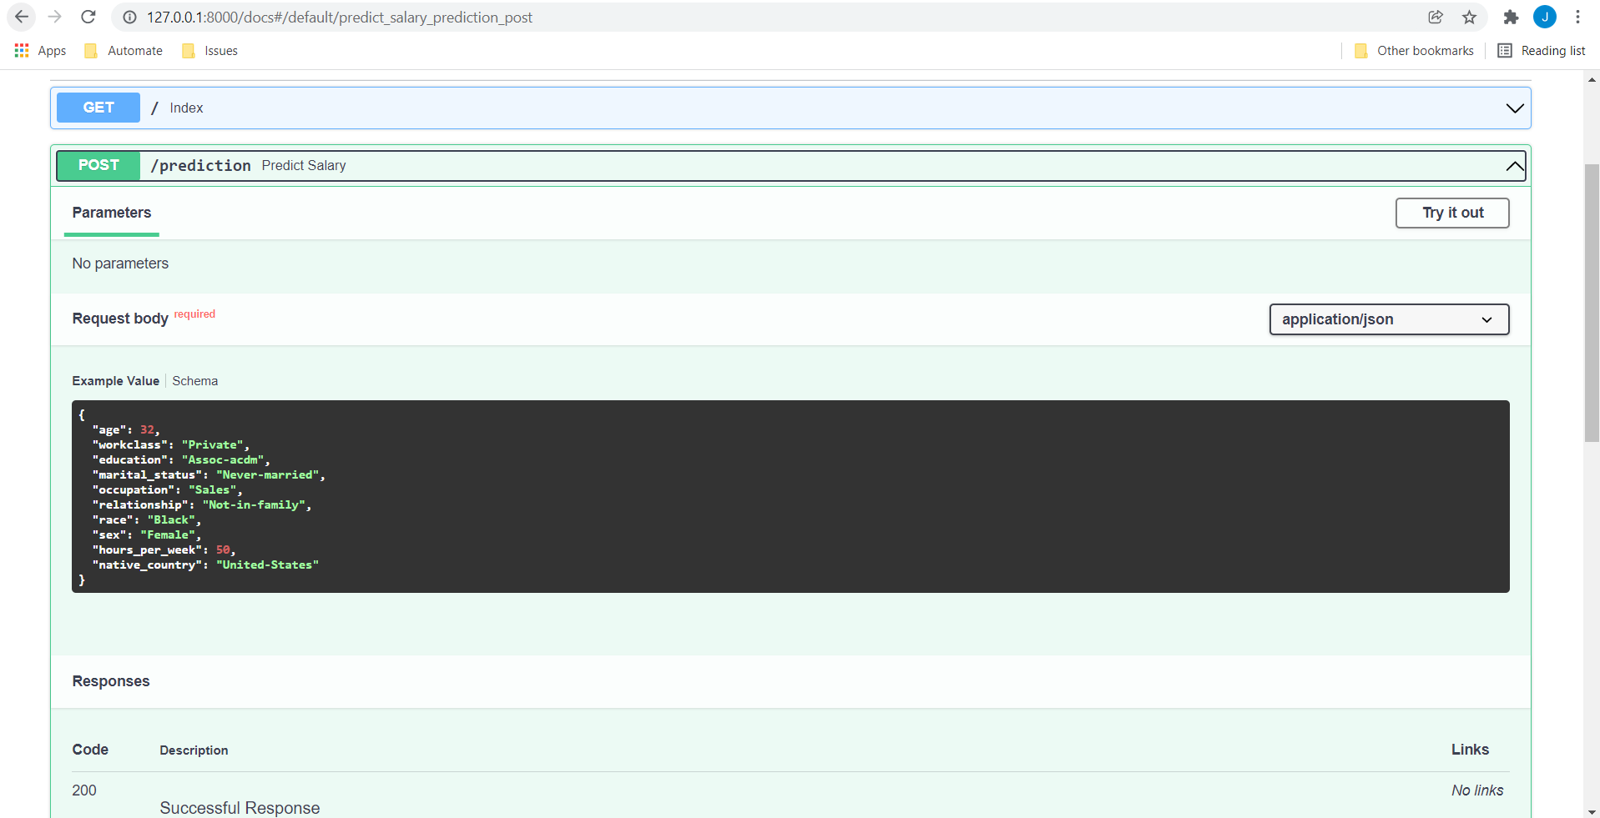 127.0.0.1:8000/docs#/default/predict_salary_prediction_post
J
Apps Automate Issues Other bookmarks Reading list
GET / Index
POST /prediction Predict Salary
Parameters Try it out
No parameters
Request body required application/json
Example Value Schema
{
"age": 32,
"workclass": "Private",
"education": "Assoc-acdm",
"marital_status": "Never-married",
"occupation": "Sales",
"relationship": "Not-in-family",
"race": "Black",
"sex": "Female",
"hours_per_week": 50,
"native_country": "United-States"
}
Responses
Code Description Links
200 No links
Successful Response